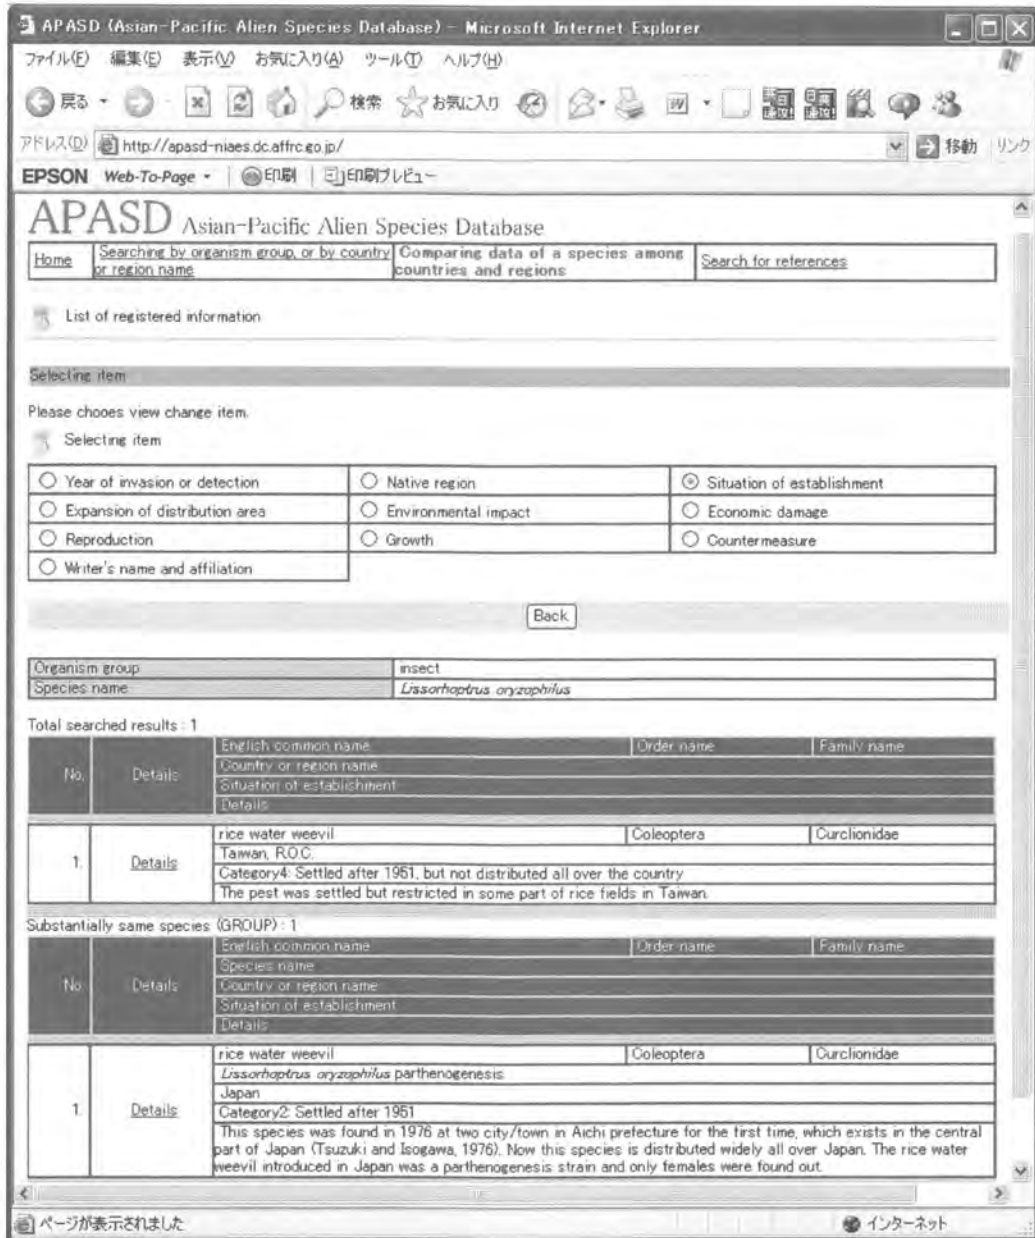 APASD (Asian-Pacific Alien Species Database) - Microsoft Internet Explorer
ファイル(F) 編集(E) 表示(V) お気に入り(A) ツール(T) ヘルプ(H)
戻る 検索 お気に入り
アドレス(D) http://apasd-niaes.dc.affrc.go.jp/ 移動 リンク
EPSON Web-To-Page 印刷 印刷プレビュー
APASD Asian-Pacific Alien Species Database
Home
Searching by organism group, or by country
or region name
Comparing data of a species among
countries and regions
Search for references
List of registered information
Selecting item
Please chooes view change item.
Selecting item
Year of invasion or detection Native region Situation of establishment
Expansion of distribution area Environmental impact Economic damage
Reproduction Growth Countermeasure
Writer's name and affiliation
Back
Organism group insect
Species name Lissorhoptrus oryzophilus
Total searched results : 1
No. Details
English common name Order name Family name
Country or region name
Situation of establishment
Details
1. Details
rice water weevil Coleoptera Curclionidae
Taiwan, R.O.C.
Category4: Settled after 1951, but not distributed all over the country
The pest was settled but restricted in some part of rice fields in Taiwan.
Substantially same species (GROUP) : 1
No. Details
English common name Order name Family name
Species name
Country or region name
Situation of establishment
Details
1. Details
rice water weevil Coleoptera Curclionidae
Lissorhoptrus oryzophilus parthenogenesis
Japan
Category2: Settled after 1951
This species was found in 1976 at two city/town in Aichi prefecture for the first time, which exists in the central
part of Japan (Tsuzuki and Isogawa, 1976). Now this species is distributed widely all over Japan. The rice water
weevil introduced in Japan was a parthenogenesis strain and only females were found out.
ページが表示されました インターネット